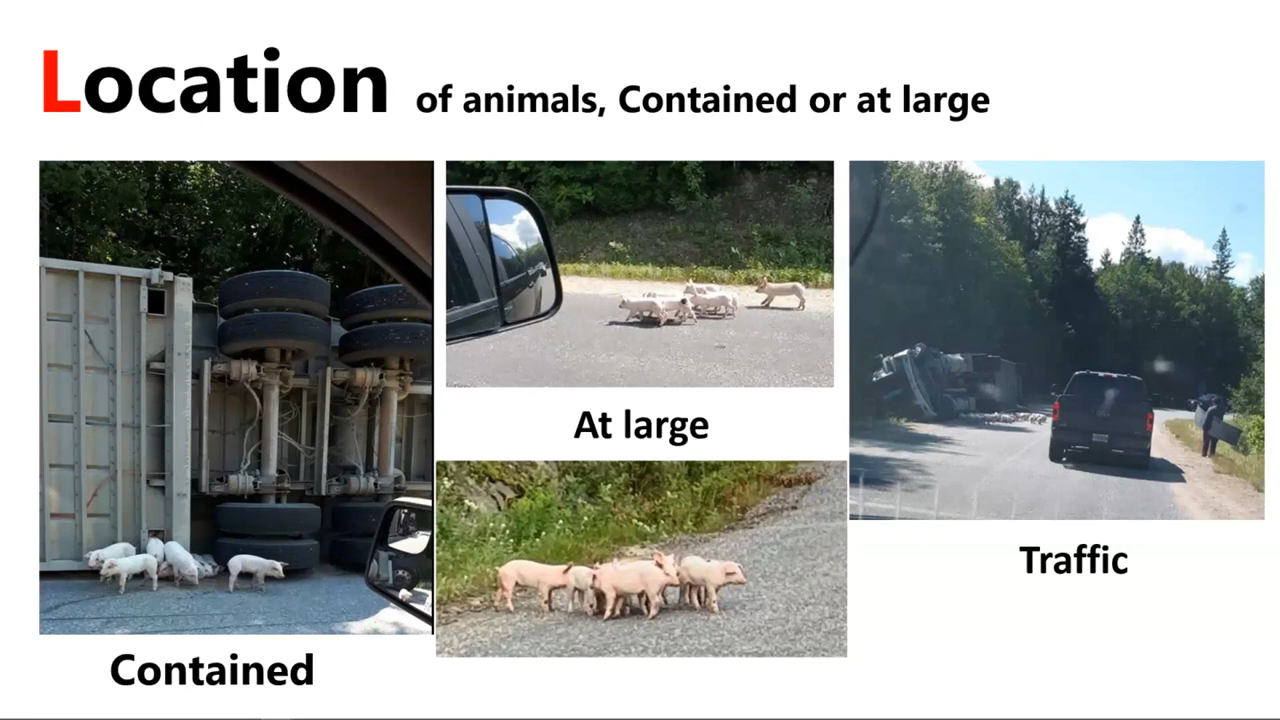 Location of animals, Contained or at large
At large
Traffic
Contained